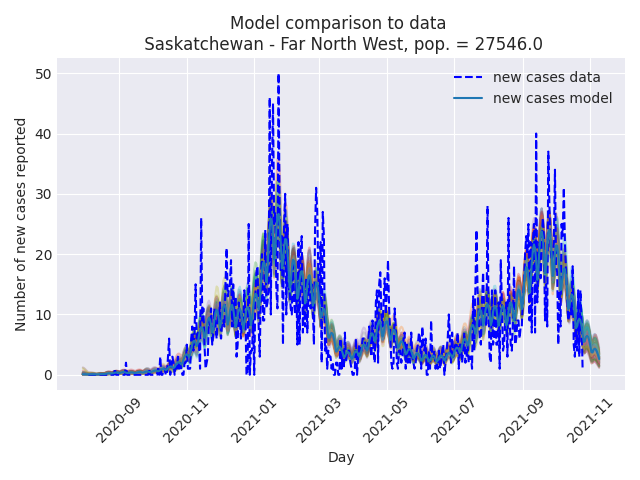 Model comparison to data
Saskatchewan - Far North West, pop. = 27546.0
new cases data
new cases model
Number of new cases reported
50
40
30
20
10
0
2020-09
2020-11
2021-01
2021-03
2021-05
2021-07
2021-09
2021-11
Day